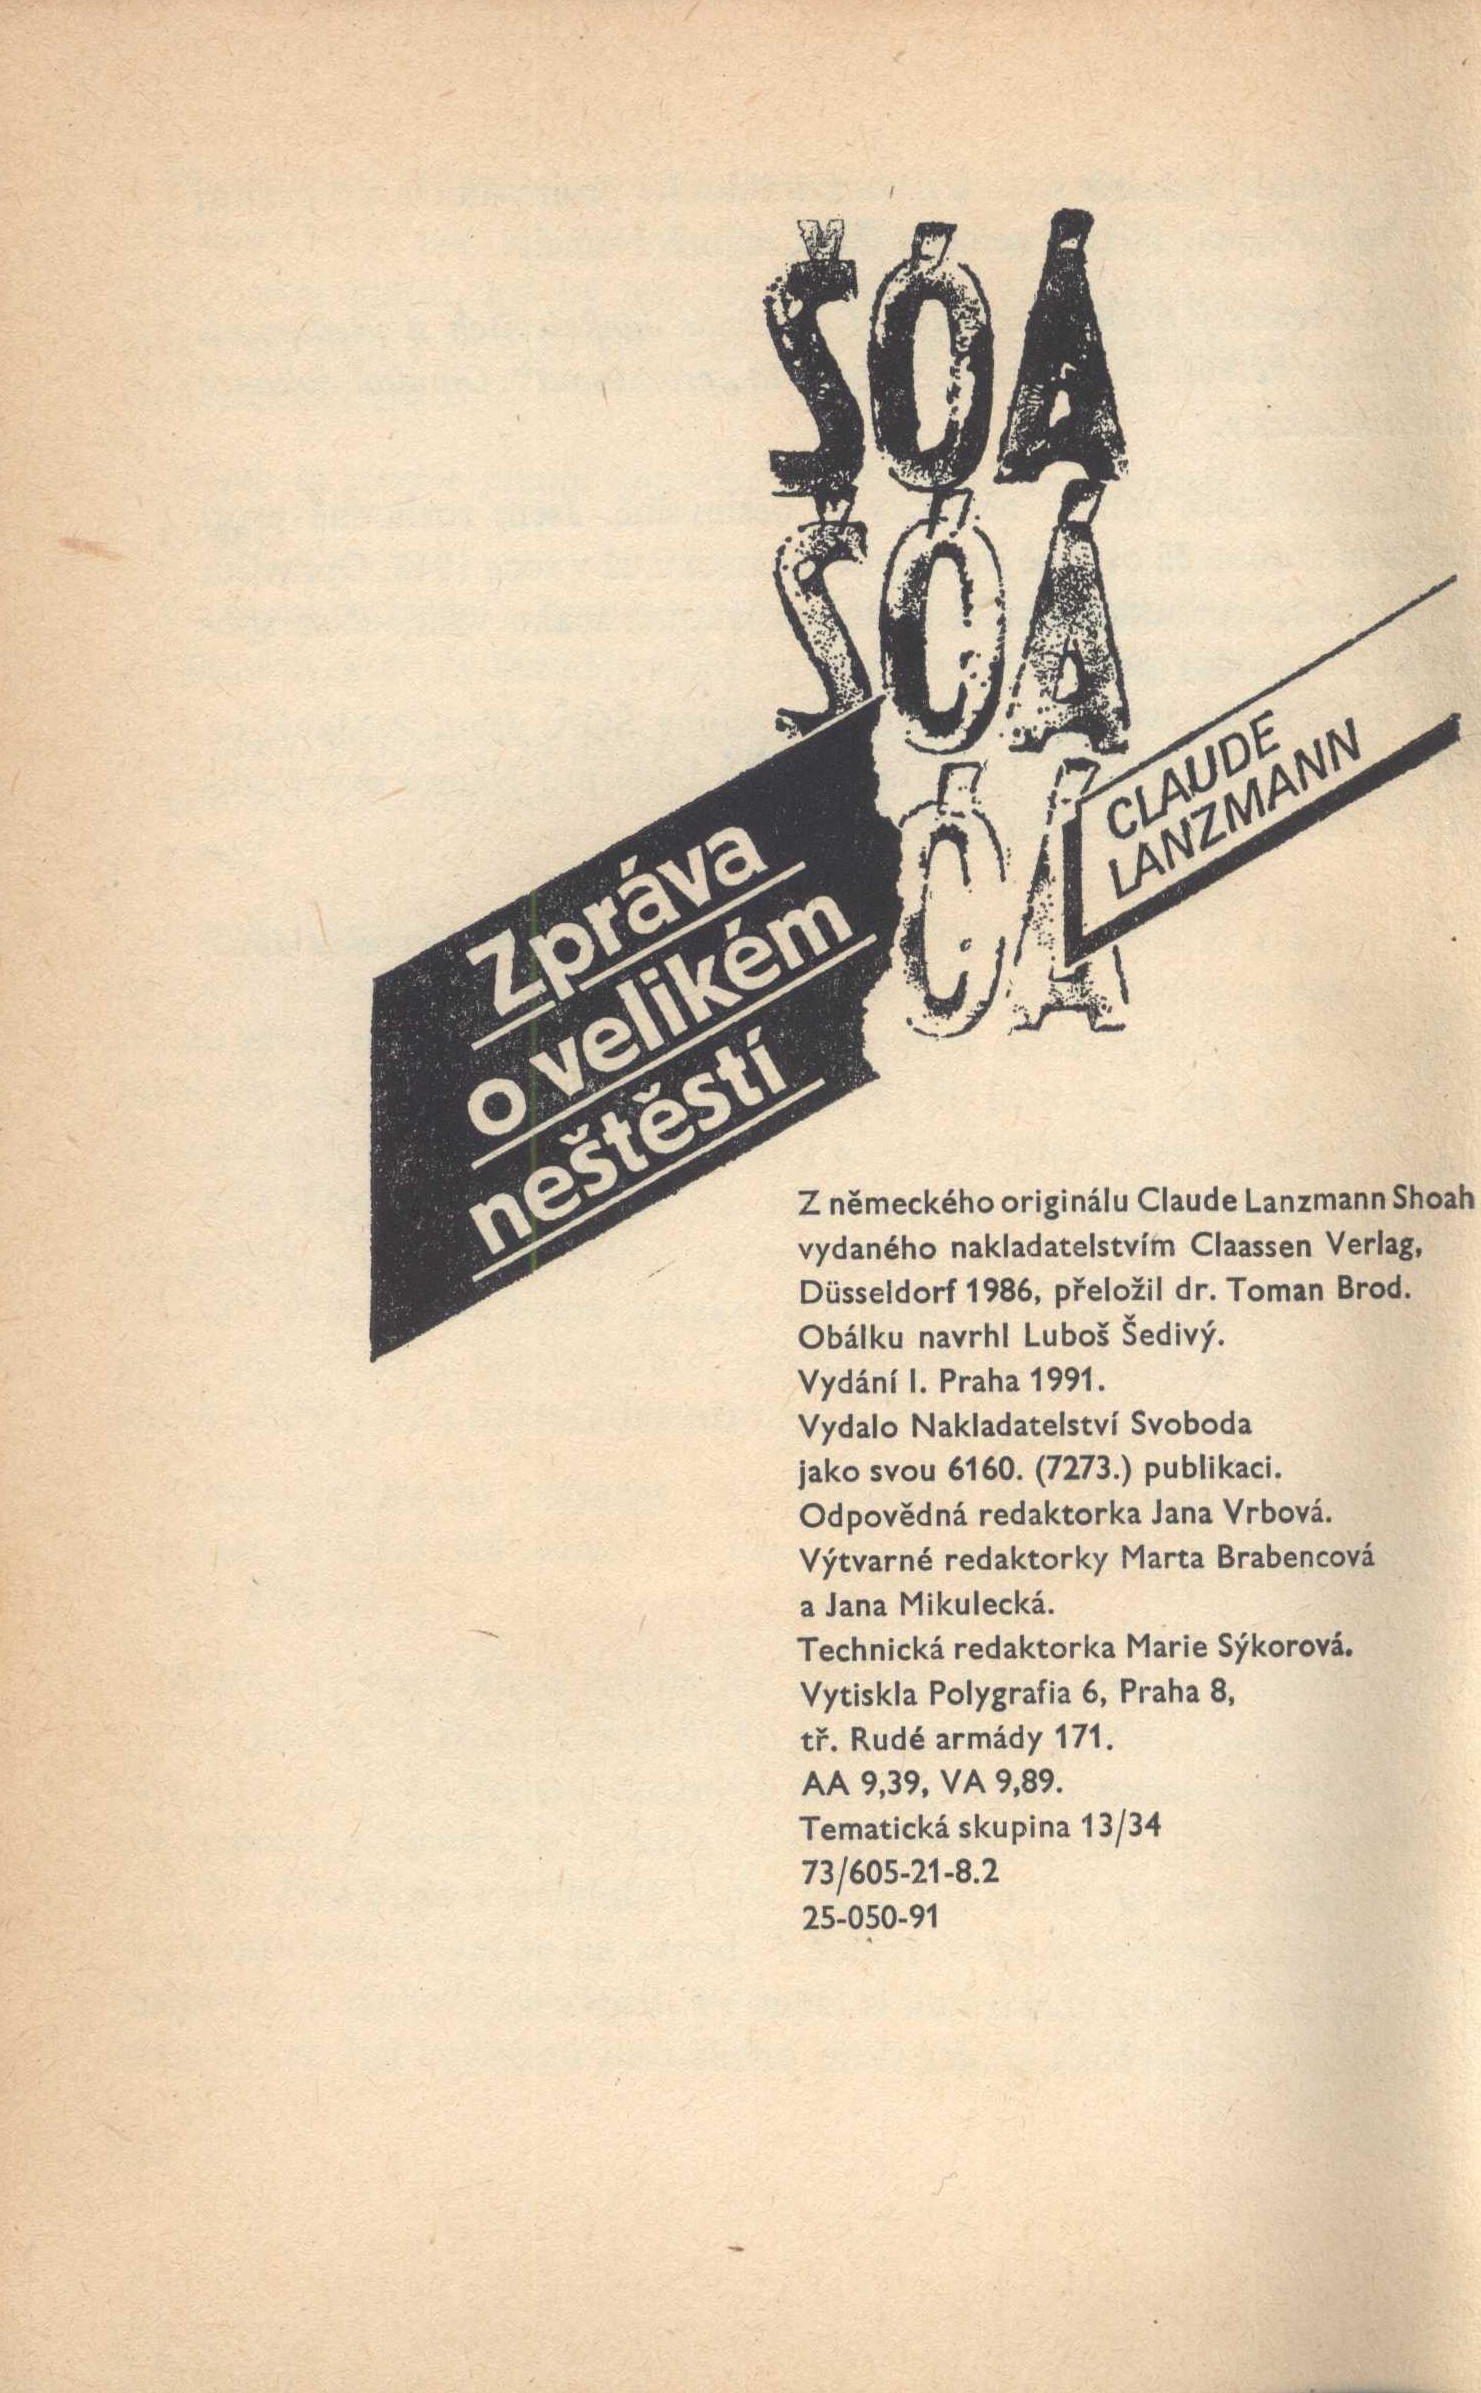 ŠÓÁ
ŠÓÁ
ÓÁ
CLAUDE
LANZMANN
Zpráva
o velikém
neštěstí
Z německého originálu Claude Lanzmann Shoah
vydaného nakladatelstvím Claassen Verlag,
Düsseldorf 1986, přeložil dr. Toman Brod.
Obálku navrhl Luboš Šedivý.
Vydání I. Praha 1991.
Vydalo Nakladatelství Svoboda
jako svou 6160. (7273.) publikaci.
Odpovědná redaktorka Jana Vrbová.
Výtvarné redaktorky Marta Brabencová
a Jana Mikulecká.
Technická redaktorka Marie Sýkorová.
Vytiskla Polygrafia 6, Praha 8,
tř. Rudé armády 171.
AA 9,39, VA 9,89.
Tematická skupina 13/34
73/605-21-8.2
25-050-91